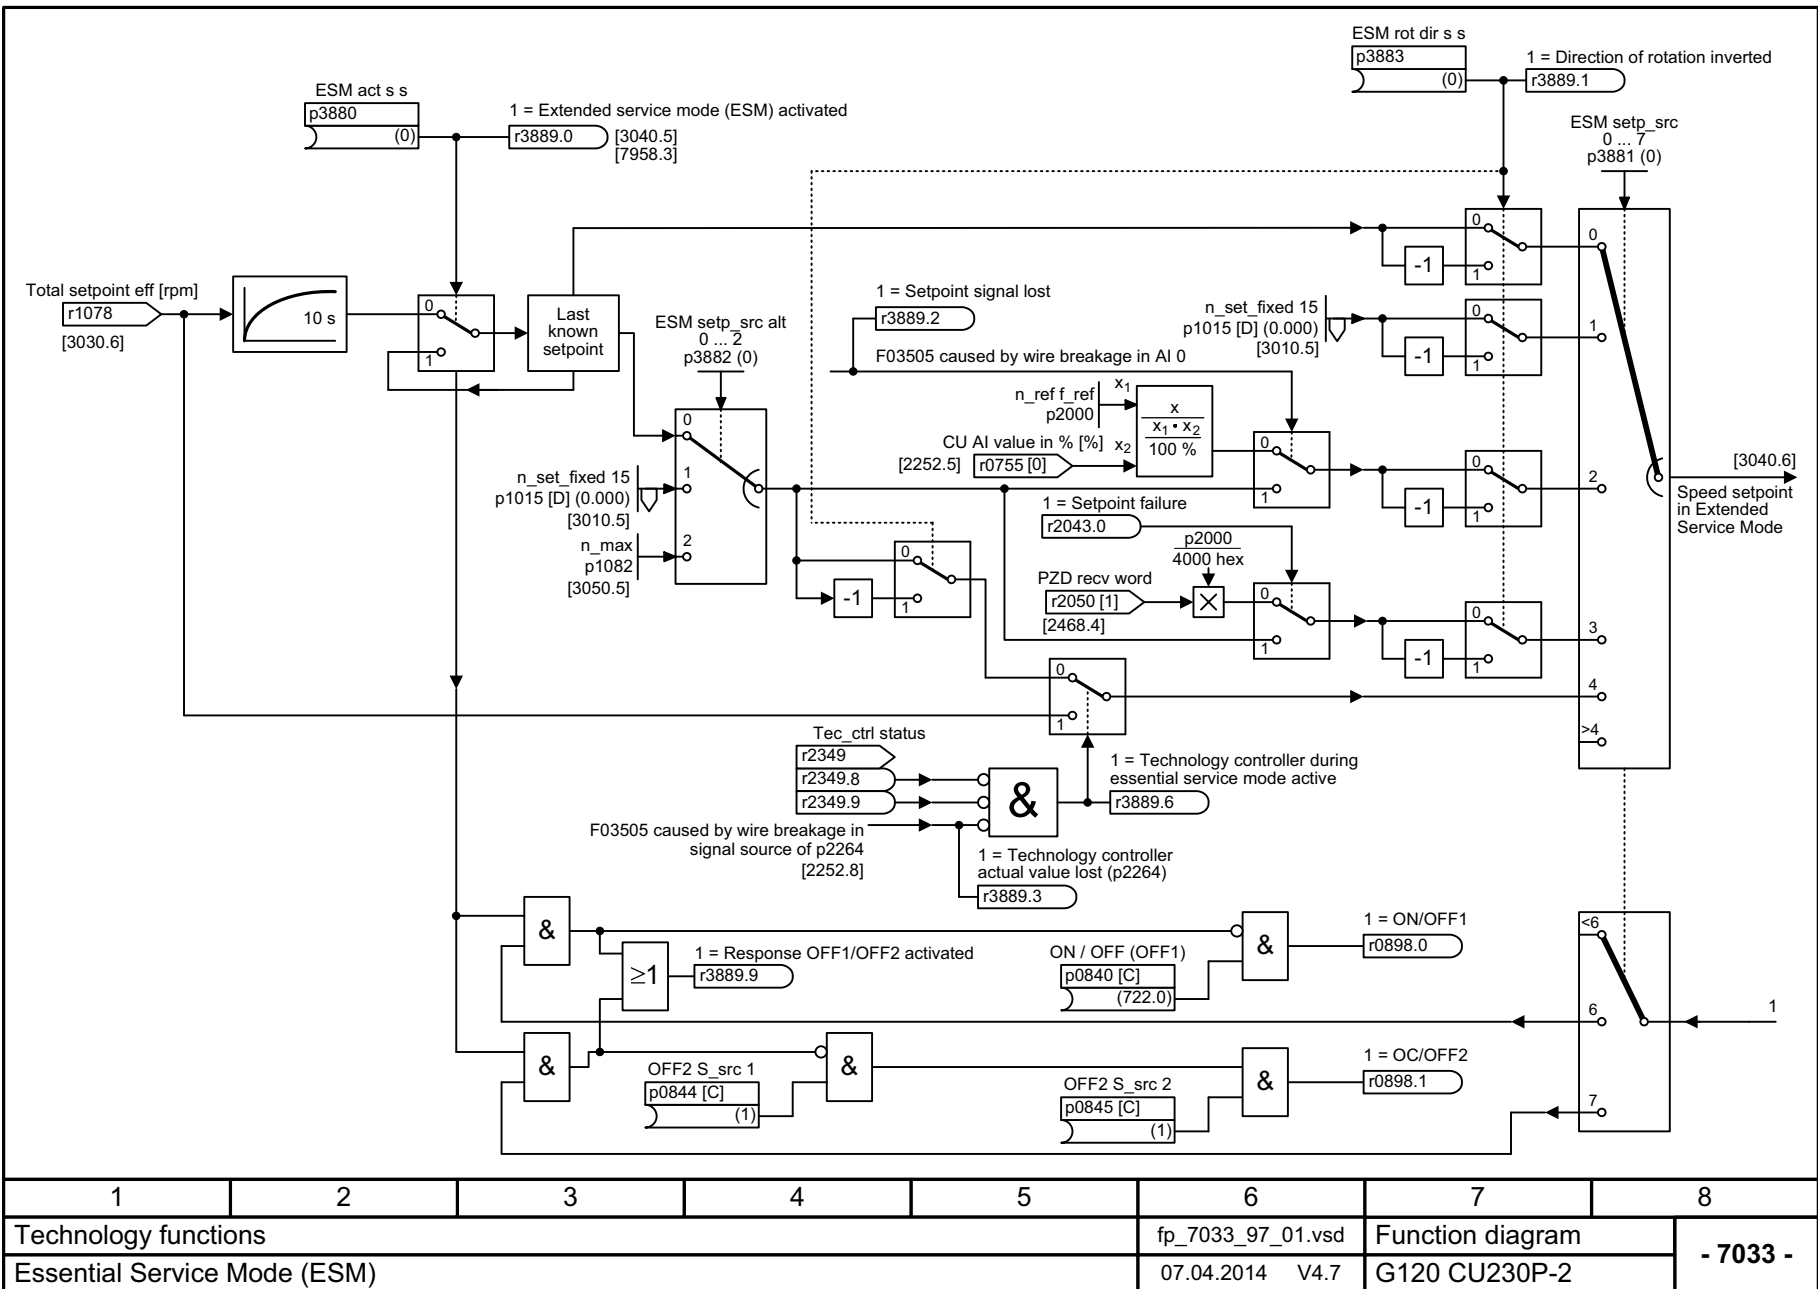 ESM rot dir s s
p3883
(0)
1 = Direction of rotation inverted
r3889.1
ESM act s s
p3880
(0)
1 = Extended service mode (ESM) activated
r3889.0
[3040.5]
[7958.3]
ESM setp_src
0 ... 7
p3881 (0)
Total setpoint eff [rpm]
r1078
[3030.6]
10 s
0
1
Last
known
setpoint
ESM setp_src alt
0 ... 2
p3882 (0)
0
1
2
n_set_fixed 15
p1015 [D] (0.000)
[3010.5]
n_max
p1082
[3050.5]
-1
0
1
1 = Setpoint signal lost
r3889.2
F03505 caused by wire breakage in AI 0
n_ref f_ref
p2000
x1
CU AI value in % [%]
x2
[2252.5]
r0755 [0]
x
x1 • x2
100 %
0
1
1 = Setpoint failure
r2043.0
p2000
4000 hex
PZD recv word
r2050 [1]
[2468.4]
0
1
n_set_fixed 15
p1015 [D] (0.000)
[3010.5]
-1
0
1
-1
0
1
-1
0
1
-1
0
1
0
1
2
3
4
>4
[3040.6]
Speed setpoint
in Extended
Service Mode
0
1
Tec_ctrl status
r2349
r2349.8
r2349.9
F03505 caused by wire breakage in
signal source of p2264
[2252.8]
&
1 = Technology controller during
essential service mode active
r3889.6
1 = Technology controller
actual value lost (p2264)
r3889.3
&
≥1
1 = Response OFF1/OFF2 activated
r3889.9
ON / OFF (OFF1)
p0840 [C]
(722.0)
&
1 = ON/OFF1
r0898.0
<6
6
7
1
&
OFF2 S_src 1
p0844 [C]
(1)
&
OFF2 S_src 2
p0845 [C]
(1)
&
1 = OC/OFF2
r0898.1
1 2 3 4 5 6 7 8
Technology functions
fp_7033_97_01.vsd
Function diagram
- 7033 -
Essential Service Mode (ESM)
07.04.2014 V4.7
G120 CU230P-2